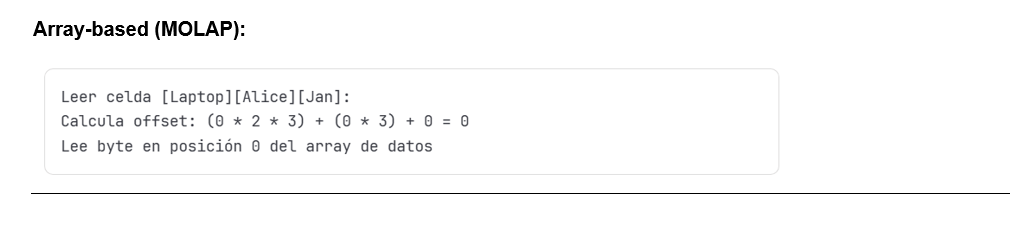 Array-based (MOLAP):
Leer celda [Laptop][Alice][Jan]:
Calcula offset: (0 * 2 * 3) + (0 * 3) + 0 = 0
Lee byte en posición 0 del array de datos